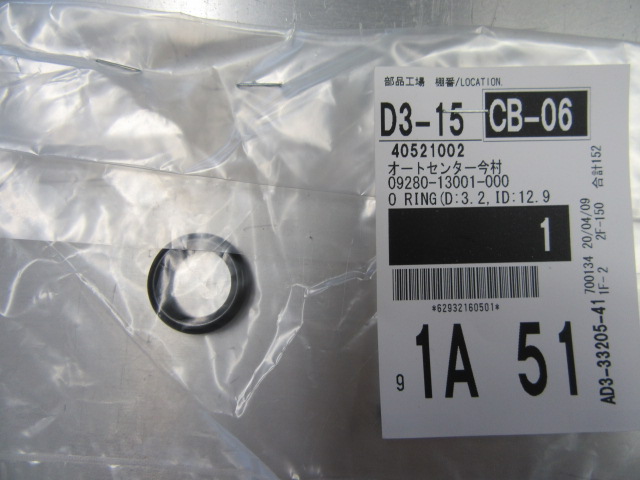 部品工場 棚番/LOCATION.
D3-15 CB-06
40521002
オートセンター今村
09280-13001-000
O RING(D:3.2,ID:12.9
1
*62932160501*
9 1A 51
合計152
700134 20/04/09
1F-2 2F-150
AD3-33205-41